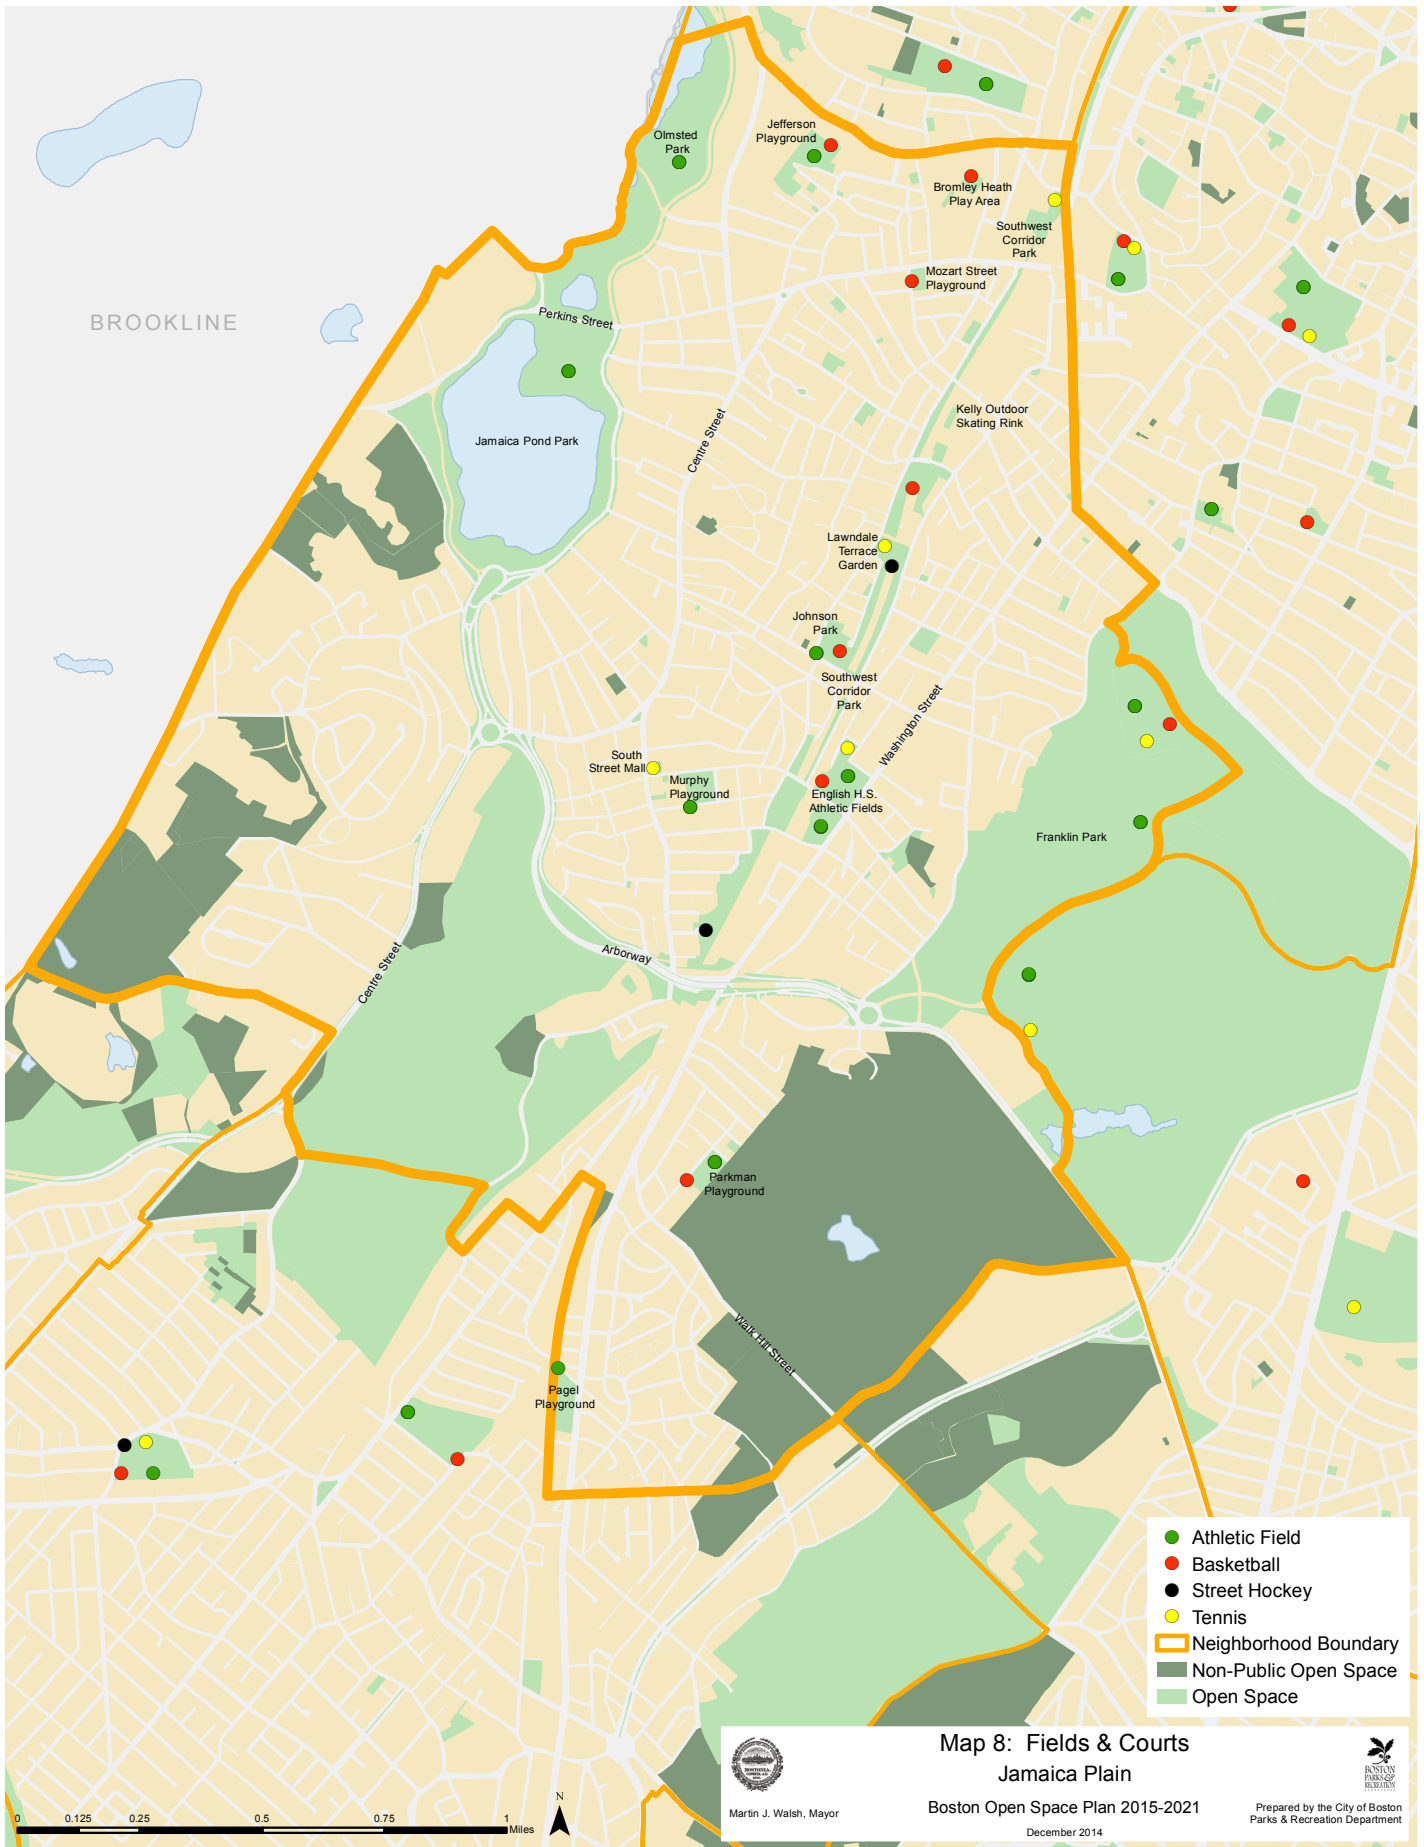 Olmsted
Park
Jefferson
Playground
Bromley Heath
Play Area
Southwest
Corridor
Park
Mozart Street
Playground
BROOKLINE
Perkins Street
Jamaica Pond Park
Centre Street
Kelly Outdoor
Skating Rink
Lawndale
Terrace
Garden
Johnson
Park
Southwest
Corridor
Park
Washington Street
South
Street Mall
Murphy
Playground
English H.S.
Athletic Fields
Franklin Park
Centre Street
Arborway
Parkman
Playground
Walk Hill Street
Pagel
Playground
Athletic Field
Basketball
Street Hockey
Tennis
Neighborhood Boundary
Non-Public Open Space
Open Space
Map 8: Fields & Courts
Jamaica Plain
Boston Open Space Plan 2015-2021
December 2014
Martin J. Walsh, Mayor
BOSTON
PARKS &
RECREATION
Prepared by the City of Boston
Parks & Recreation Department
N
0 0.125 0.25 0.5 0.75 1
Miles